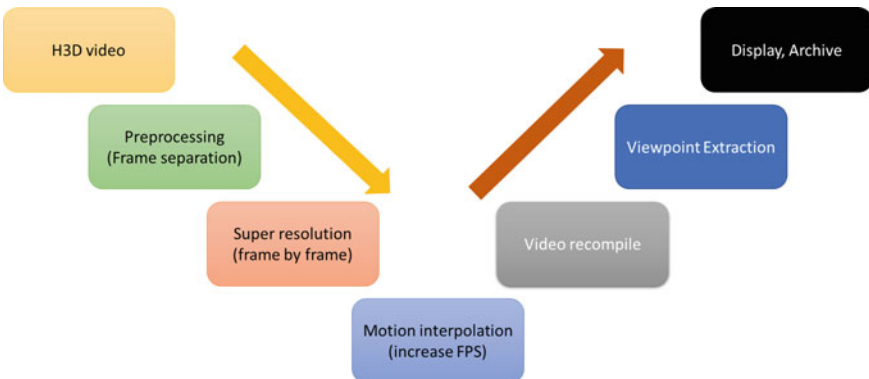 H3D video
Preprocessing
(Frame separation)
Super resolution
(frame by frame)
Motion interpolation
(increase FPS)
Video recompile
Viewpoint Extraction
Display, Archive